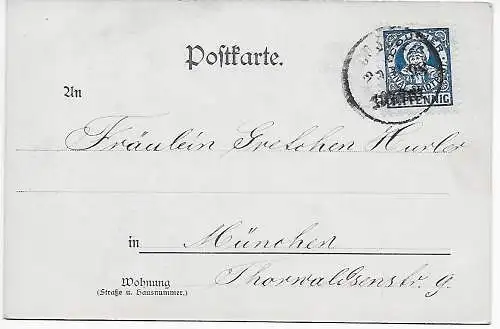 Postkarte.
An
Fräulein Gretchen Hurler
in München
Wohnung
(Straße u. Hausnummer.)
Thorwaldsenstr. 9.
PFENNIG